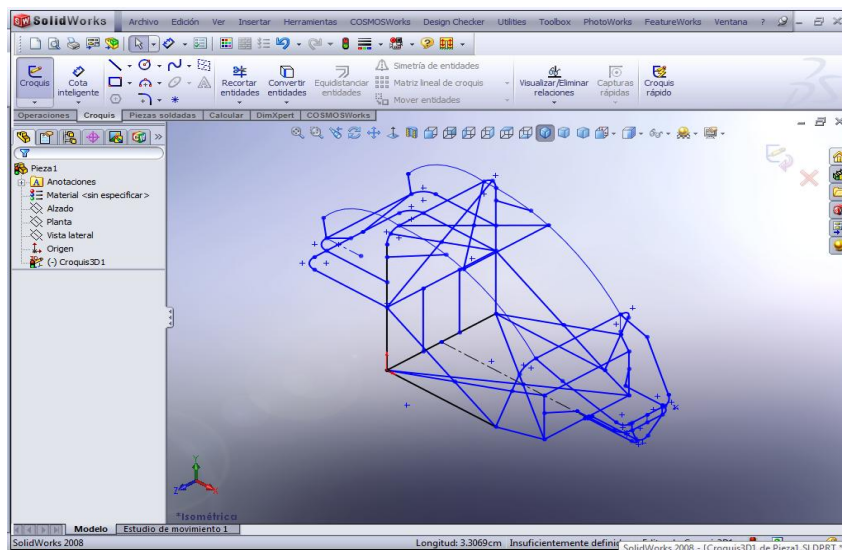 SolidWorks Archivo Edición Ver Insertar Herramientas COSMOSWorks Design Checker Utilities Toolbox PhotoWorks FeatureWorks Ventana ?
Croquis Cota inteligente Recortar entidades Convertir entidades Equidistanciar entidades Simetría de entidades
Matriz lineal de croquis
Mover entidades
Visualizar/Eliminar relaciones Capturas rápidas Croquis rápido
Operaciones Croquis Piezas soldadas Calcular DimXpert COSMOSWorks
Pieza1
A Anotaciones
Material <sin especificar>
Alzado
Planta
Vista lateral
Origen
(-) Croquis3D1
Y
Z X
*Isométrica
Modelo Estudio de movimiento 1
SolidWorks 2008 Longitud: 3.3069cm Insuficientemente defini
SolidWorks 2008 - [Croquis3D1 de Pieza1.SLDPRT *